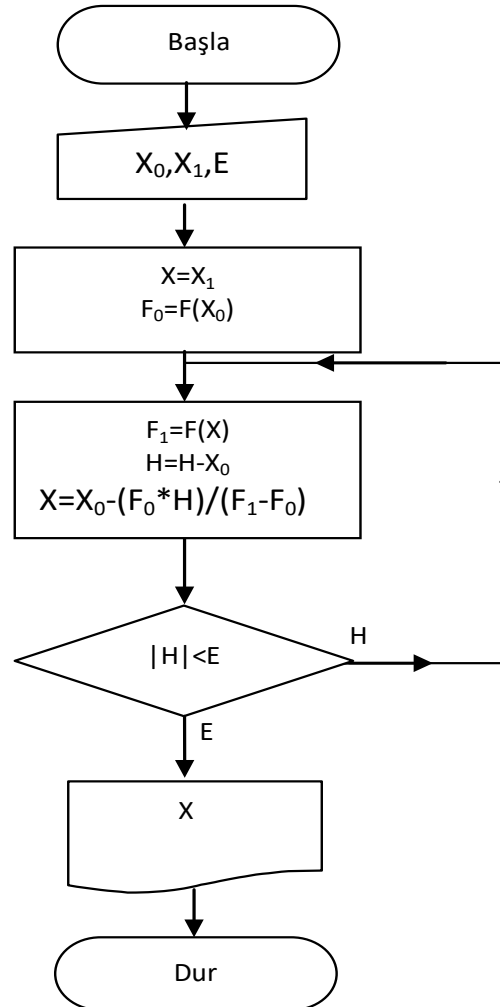 Başla
X₀,X₁,E
X=X₁
F₀=F(X₀)
F₁=F(X)
H=H-X₀
X=X₀-(F₀*H)/(F₁-F₀)
|H|<E
H
E
X
Dur